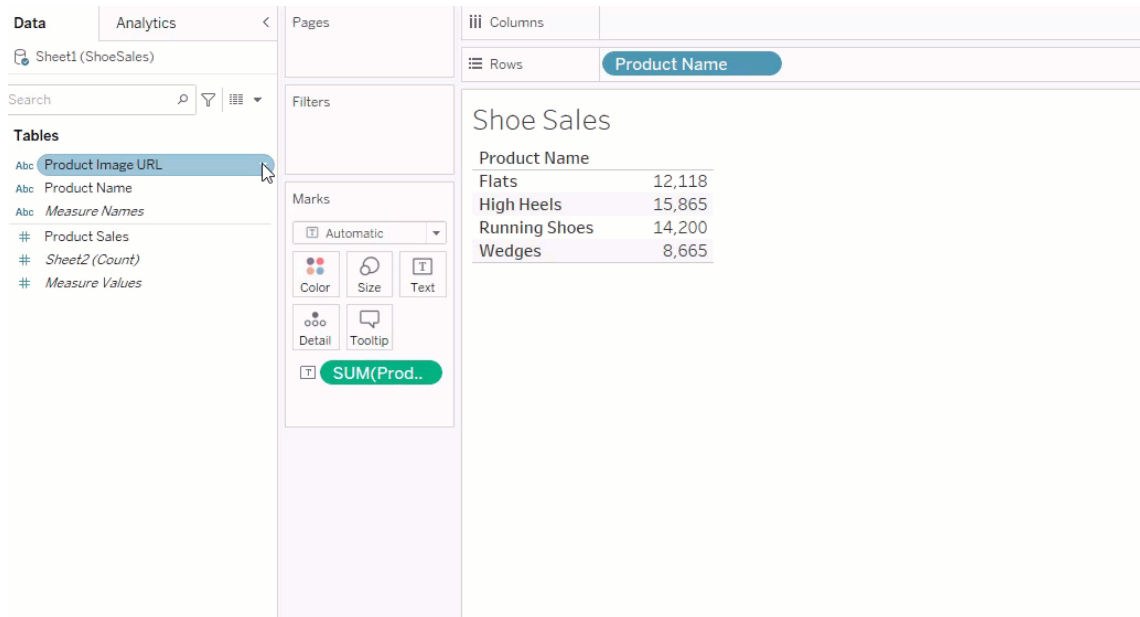 Data
Analytics
Sheet1 (ShoeSales)
Search
Tables
Abc Product Image URL
Abc Product Name
Abc Measure Names
# Product Sales
# Sheet2 (Count)
# Measure Values
Pages
Filters
Marks
T Automatic
Color Size Text
Detail Tooltip
T SUM(Prod..
iii Columns
Rows Product Name
Shoe Sales
Product Name
Flats 12,118
High Heels 15,865
Running Shoes 14,200
Wedges 8,665